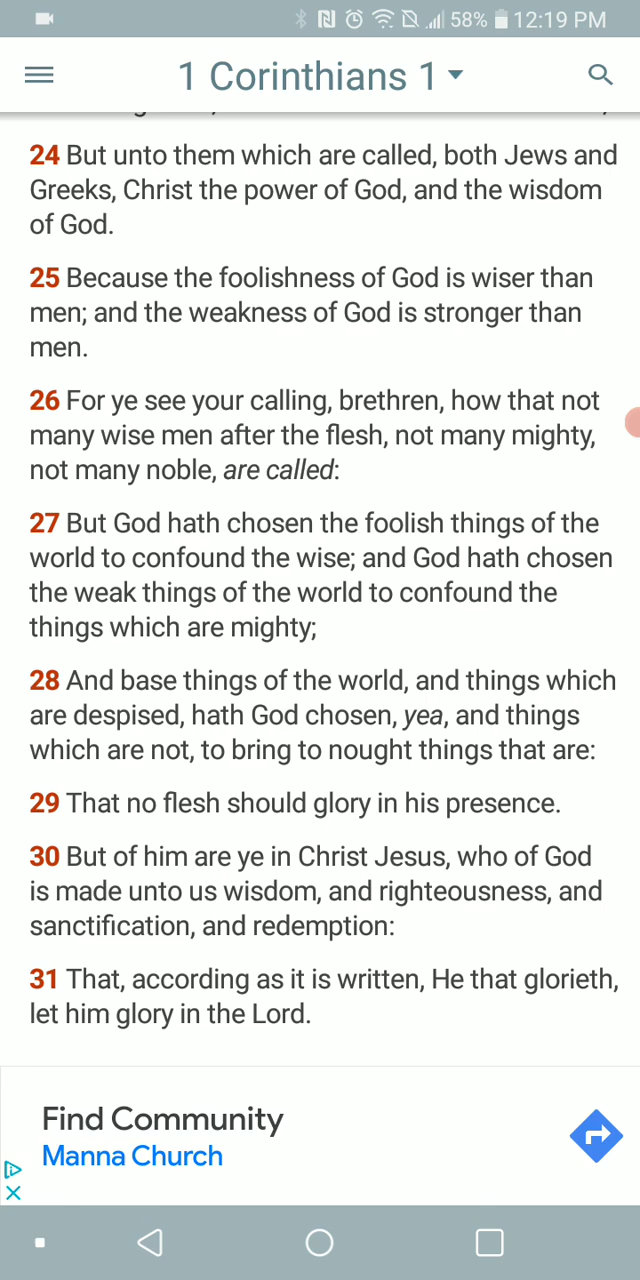 58% 12:19 PM
1 Corinthians 1
24 But unto them which are called, both Jews and
Greeks, Christ the power of God, and the wisdom
of God.
25 Because the foolishness of God is wiser than
men; and the weakness of God is stronger than
men.
26 For ye see your calling, brethren, how that not
many wise men after the flesh, not many mighty,
not many noble, are called:
27 But God hath chosen the foolish things of the
world to confound the wise; and God hath chosen
the weak things of the world to confound the
things which are mighty;
28 And base things of the world, and things which
are despised, hath God chosen, yea, and things
which are not, to bring to nought things that are:
29 That no flesh should glory in his presence.
30 But of him are ye in Christ Jesus, who of God
is made unto us wisdom, and righteousness, and
sanctification, and redemption:
31 That, according as it is written, He that glorieth,
let him glory in the Lord.
Find Community
Manna Church